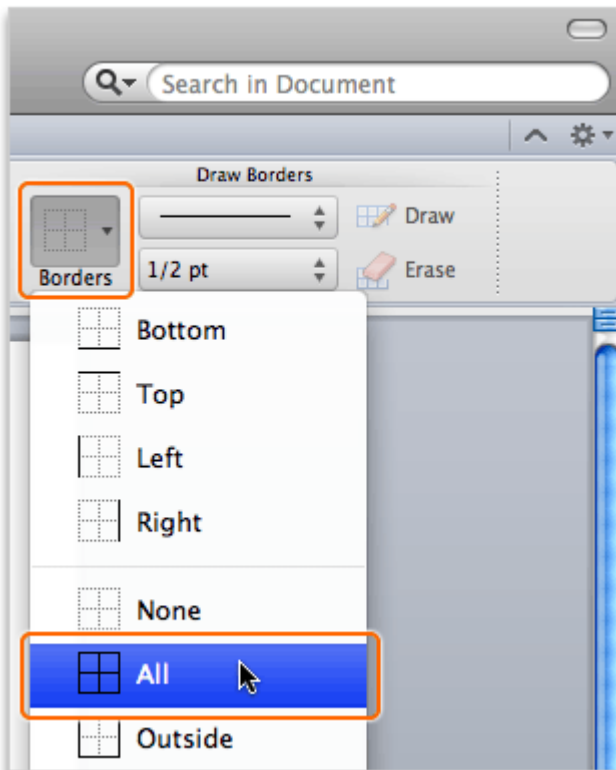 Search in Document
Draw Borders
Draw
Borders
1/2 pt
Erase
Bottom
Top
Left
Right
None
All
Outside